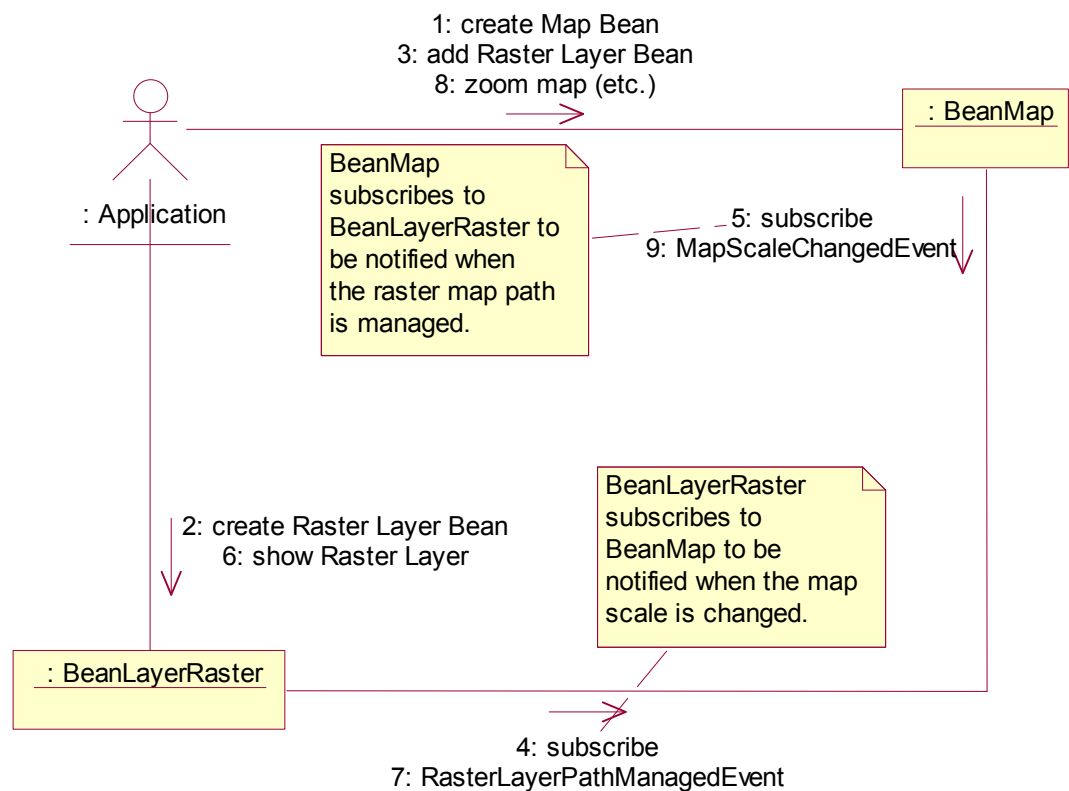 1: create Map Bean
3: add Raster Layer Bean
8: zoom map (etc.)
: BeanMap
: Application
BeanMap
subscribes to
BeanLayerRaster to
be notified when
the raster map path
is managed.
5: subscribe
9: MapScaleChangedEvent
2: create Raster Layer Bean
6: show Raster Layer
BeanLayerRaster
subscribes to
BeanMap to be
notified when the map
scale is changed.
: BeanLayerRaster
4: subscribe
7: RasterLayerPathManagedEvent